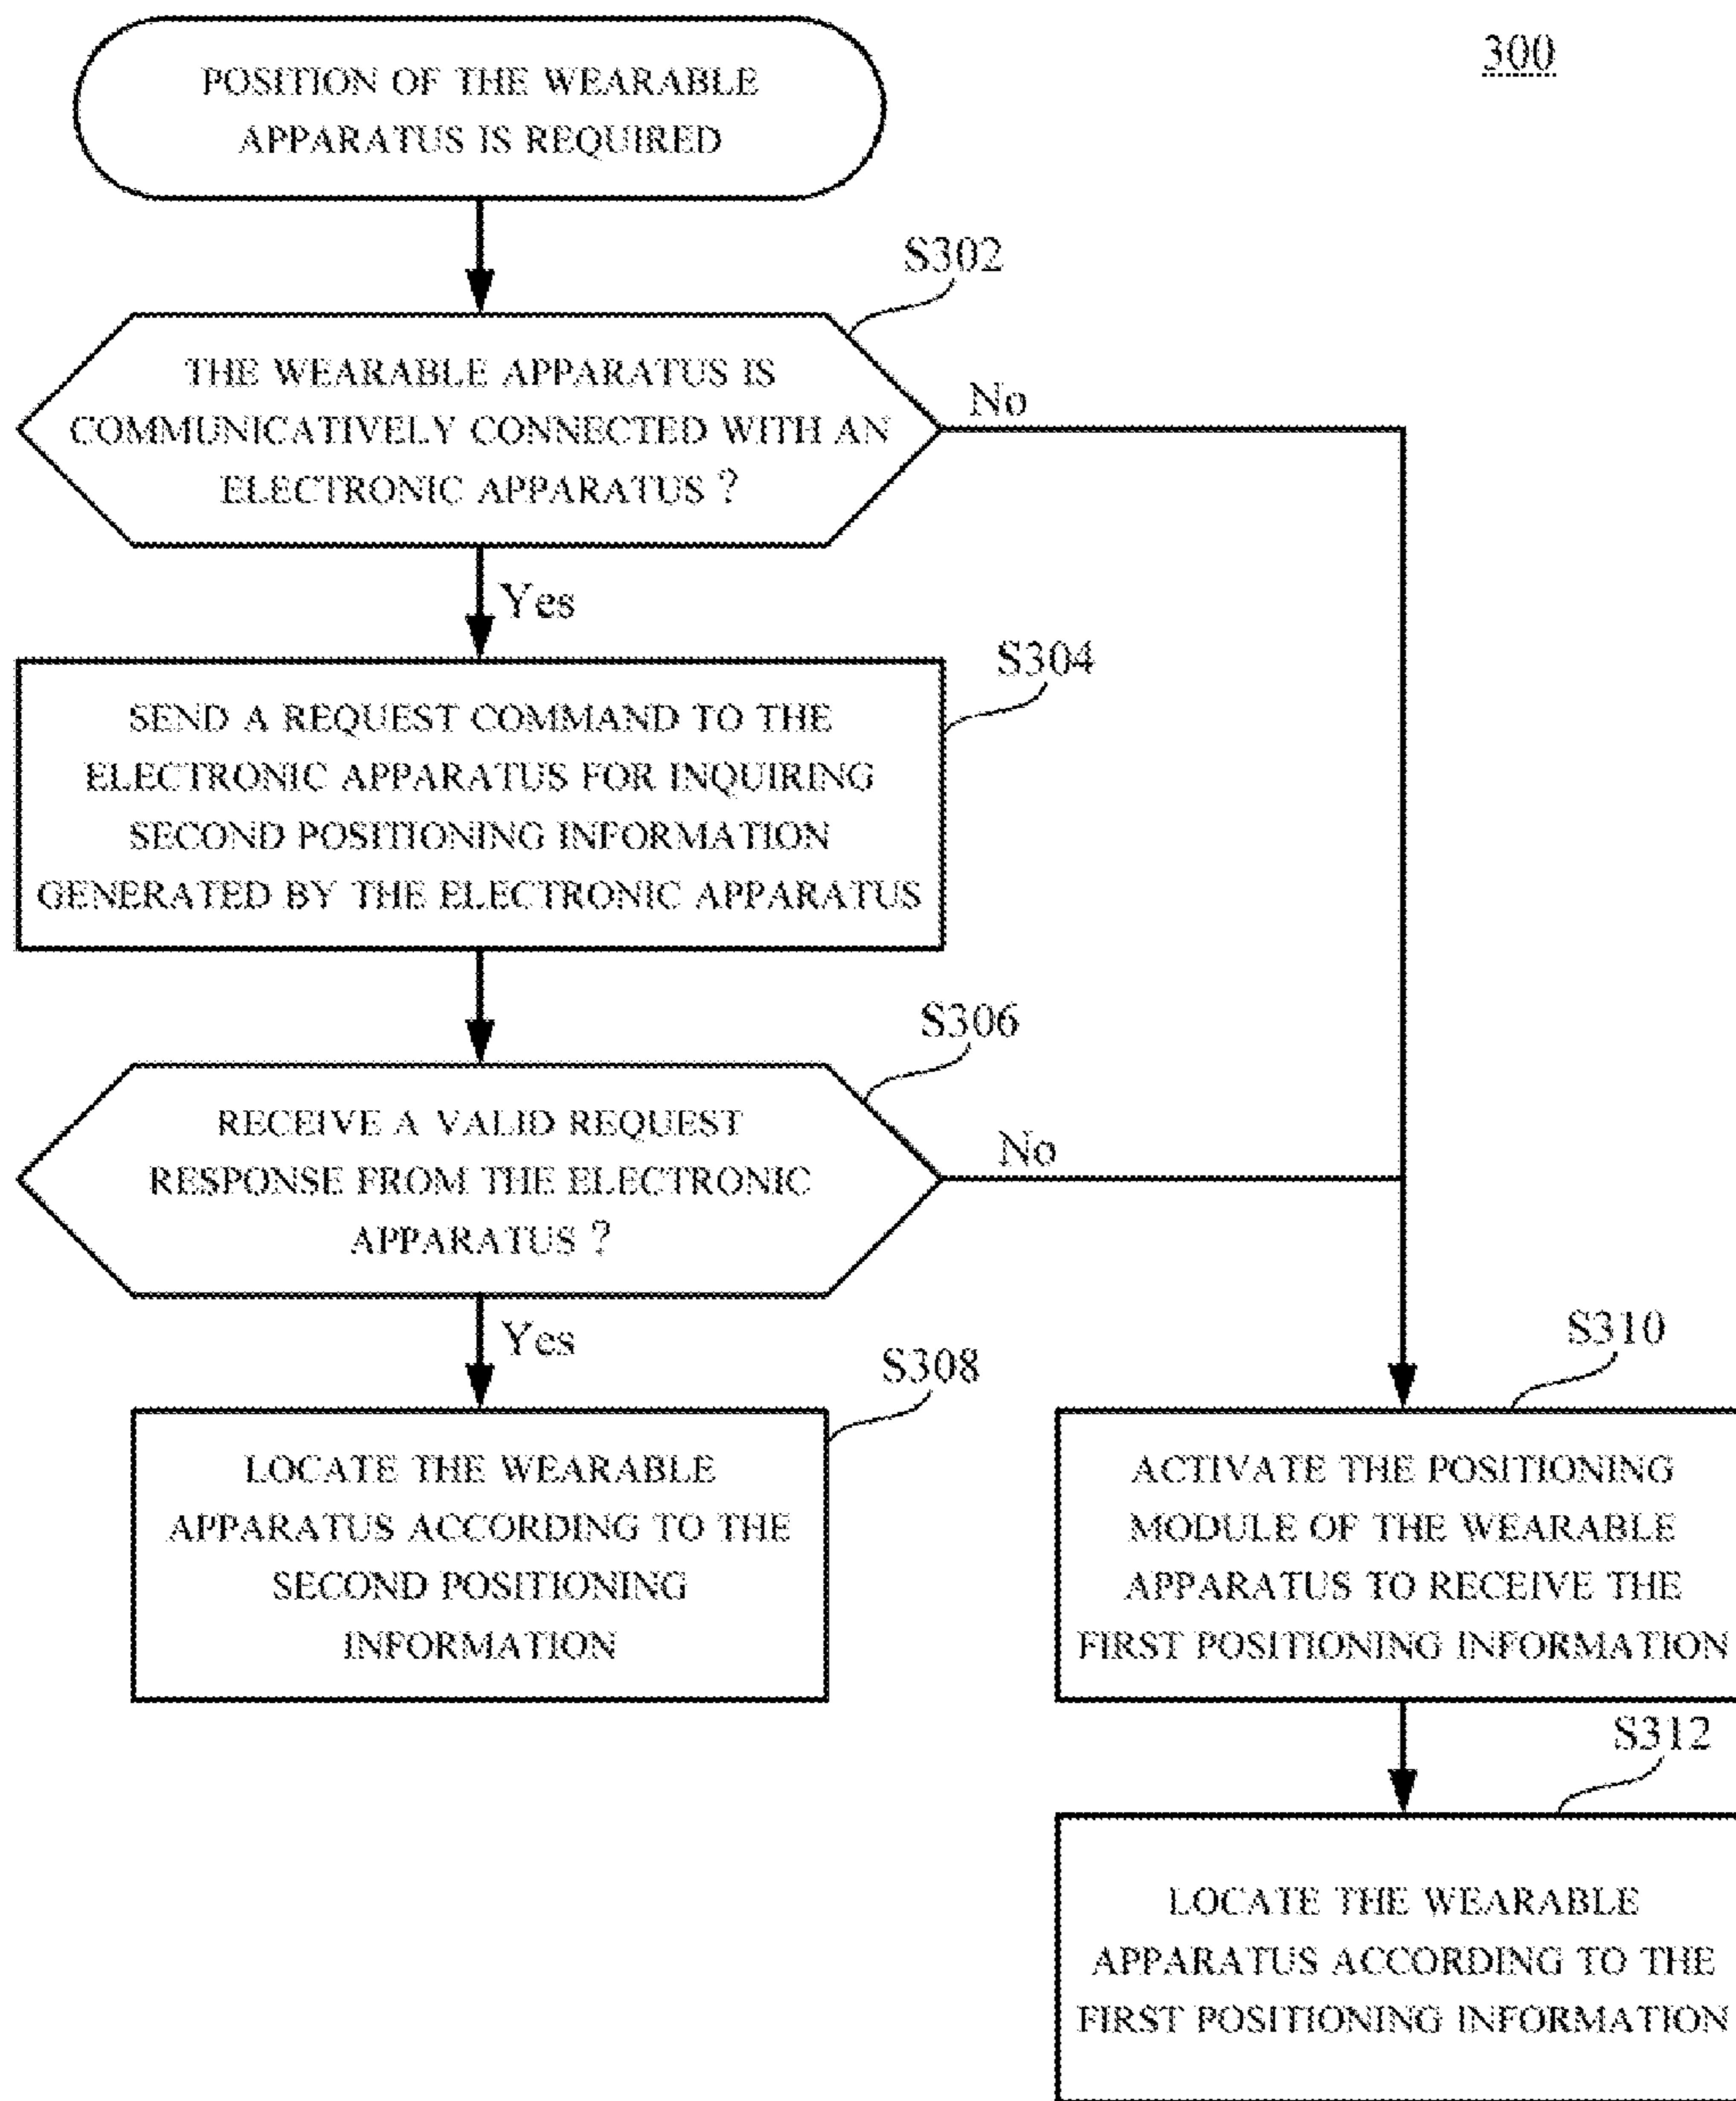 300
POSITION OF THE WEARABLE
APPARATUS IS REQUIRED
S302
THE WEARABLE APPARATUS IS
COMMUNICATIVELY CONNECTED WITH AN
ELECTRONIC APPARATUS ?
No
Yes
S304
SEND A REQUEST COMMAND TO THE
ELECTRONIC APPARATUS FOR INQUIRING
SECOND POSITIONING INFORMATION
GENERATED BY THE ELECTRONIC APPARATUS
S306
RECEIVE A VALID REQUEST
RESPONSE FROM THE ELECTRONIC
APPARATUS ?
No
Yes
S308
LOCATE THE WEARABLE
APPARATUS ACCORDING TO THE
SECOND POSITIONING
INFORMATION
S310
ACTIVATE THE POSITIONING
MODULE OF THE WEARABLE
APPARATUS TO RECEIVE THE
FIRST POSITIONING INFORMATION
S312
LOCATE THE WEARABLE
APPARATUS ACCORDING TO THE
FIRST POSITIONING INFORMATION